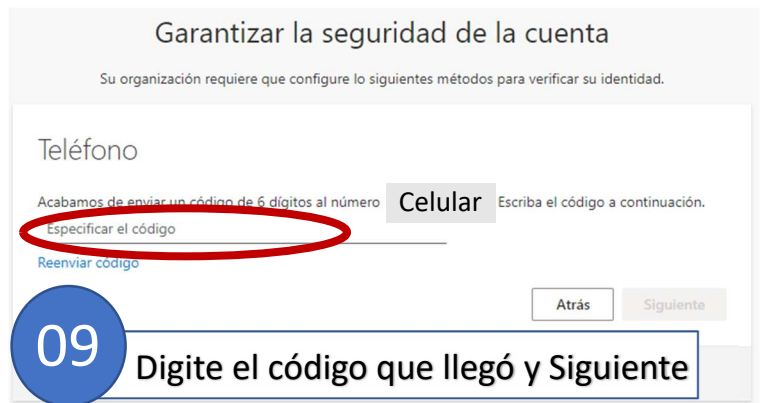 Garantizar la seguridad de la cuenta
Su organización requiere que configure lo siguientes métodos para verificar su identidad.
Teléfono
Acabamos de enviar un código de 6 dígitos al número Celular Escriba el código a continuación.
Especificar el código
Reenviar código
Atrás Siguiente
09
Digite el código que llegó y Siguiente